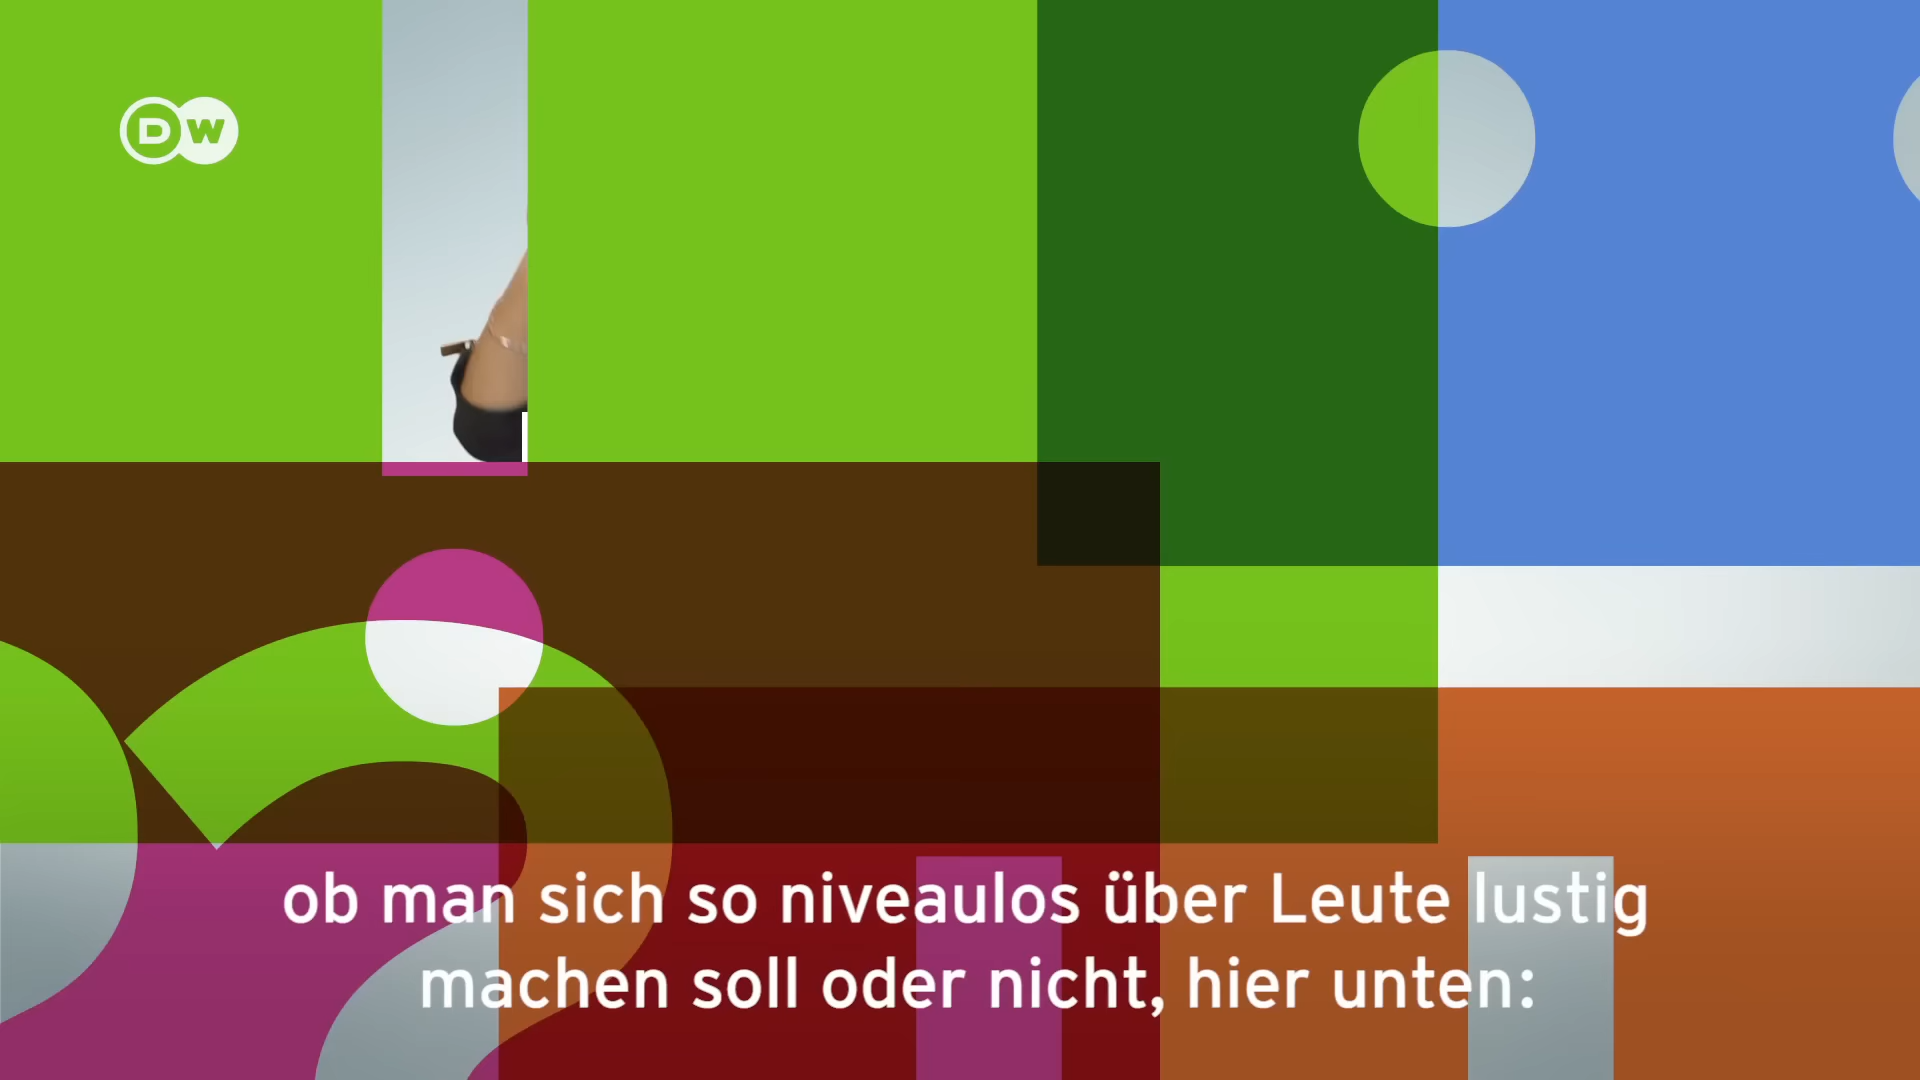 DW
ob man sich so niveaulos über Leute lustig
machen soll oder nicht, hier unten: